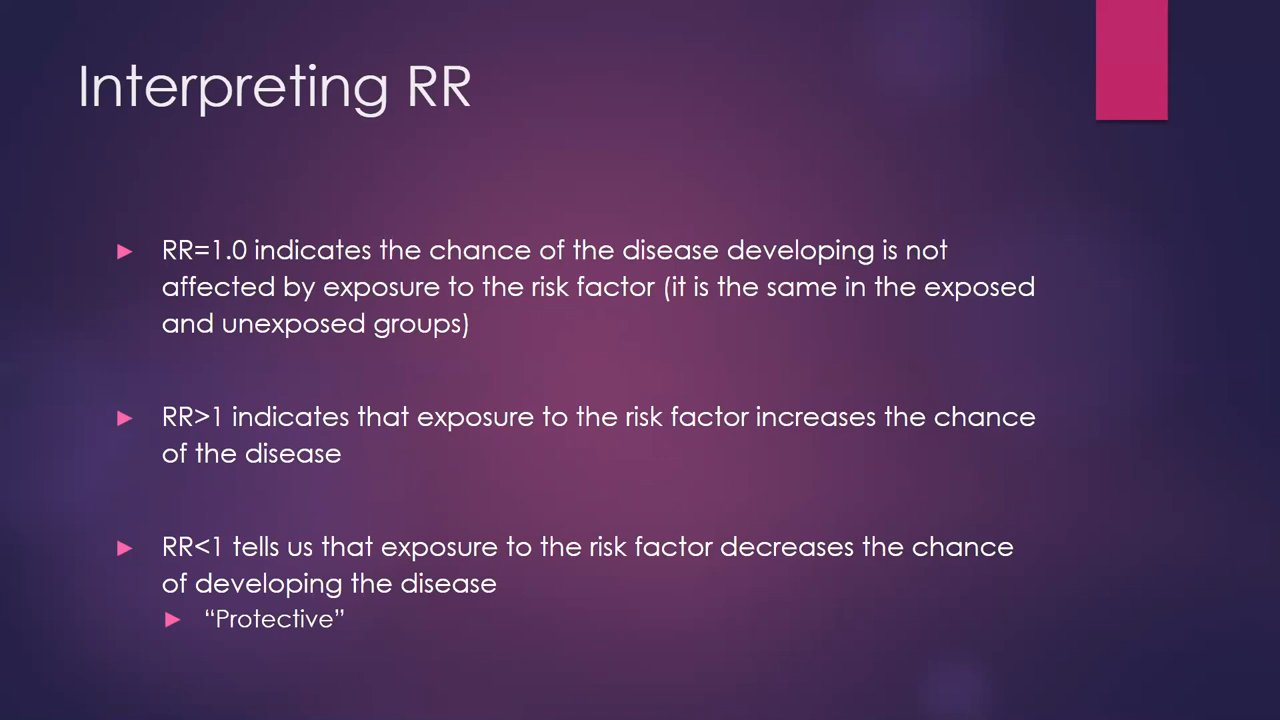 Interpreting RR
RR=1.0 indicates the chance of the disease developing is not
affected by exposure to the risk factor (it is the same in the exposed
and unexposed groups)
RR>1 indicates that exposure to the risk factor increases the chance
of the disease
RR<1 tells us that exposure to the risk factor decreases the chance
of developing the disease
“Protective”